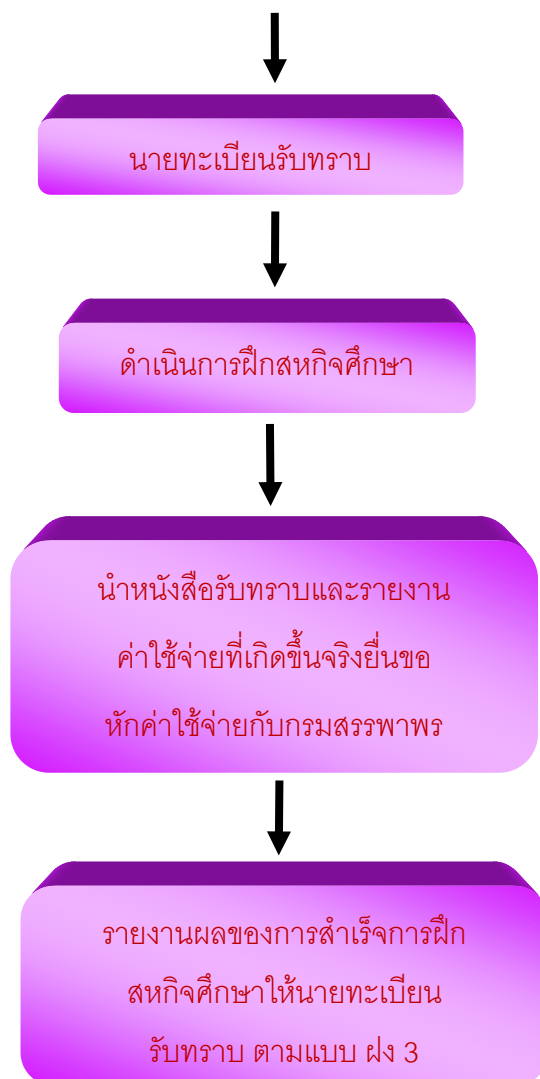 นายทะเบียนรับทราบ
ดำเนินการฝึกสหกิจศึกษา
นำหนังสือรับทราบและรายงาน
ค่าใช้จ่ายที่เกิดขึ้นจริงยื่นขอ
หักค่าใช้จ่ายกับกรมสรรพาพร
รายงานผลของการสำเร็จการฝึก
สหกิจศึกษาให้นายทะเบียน
รับทราบ ตามแบบ ฝง 3